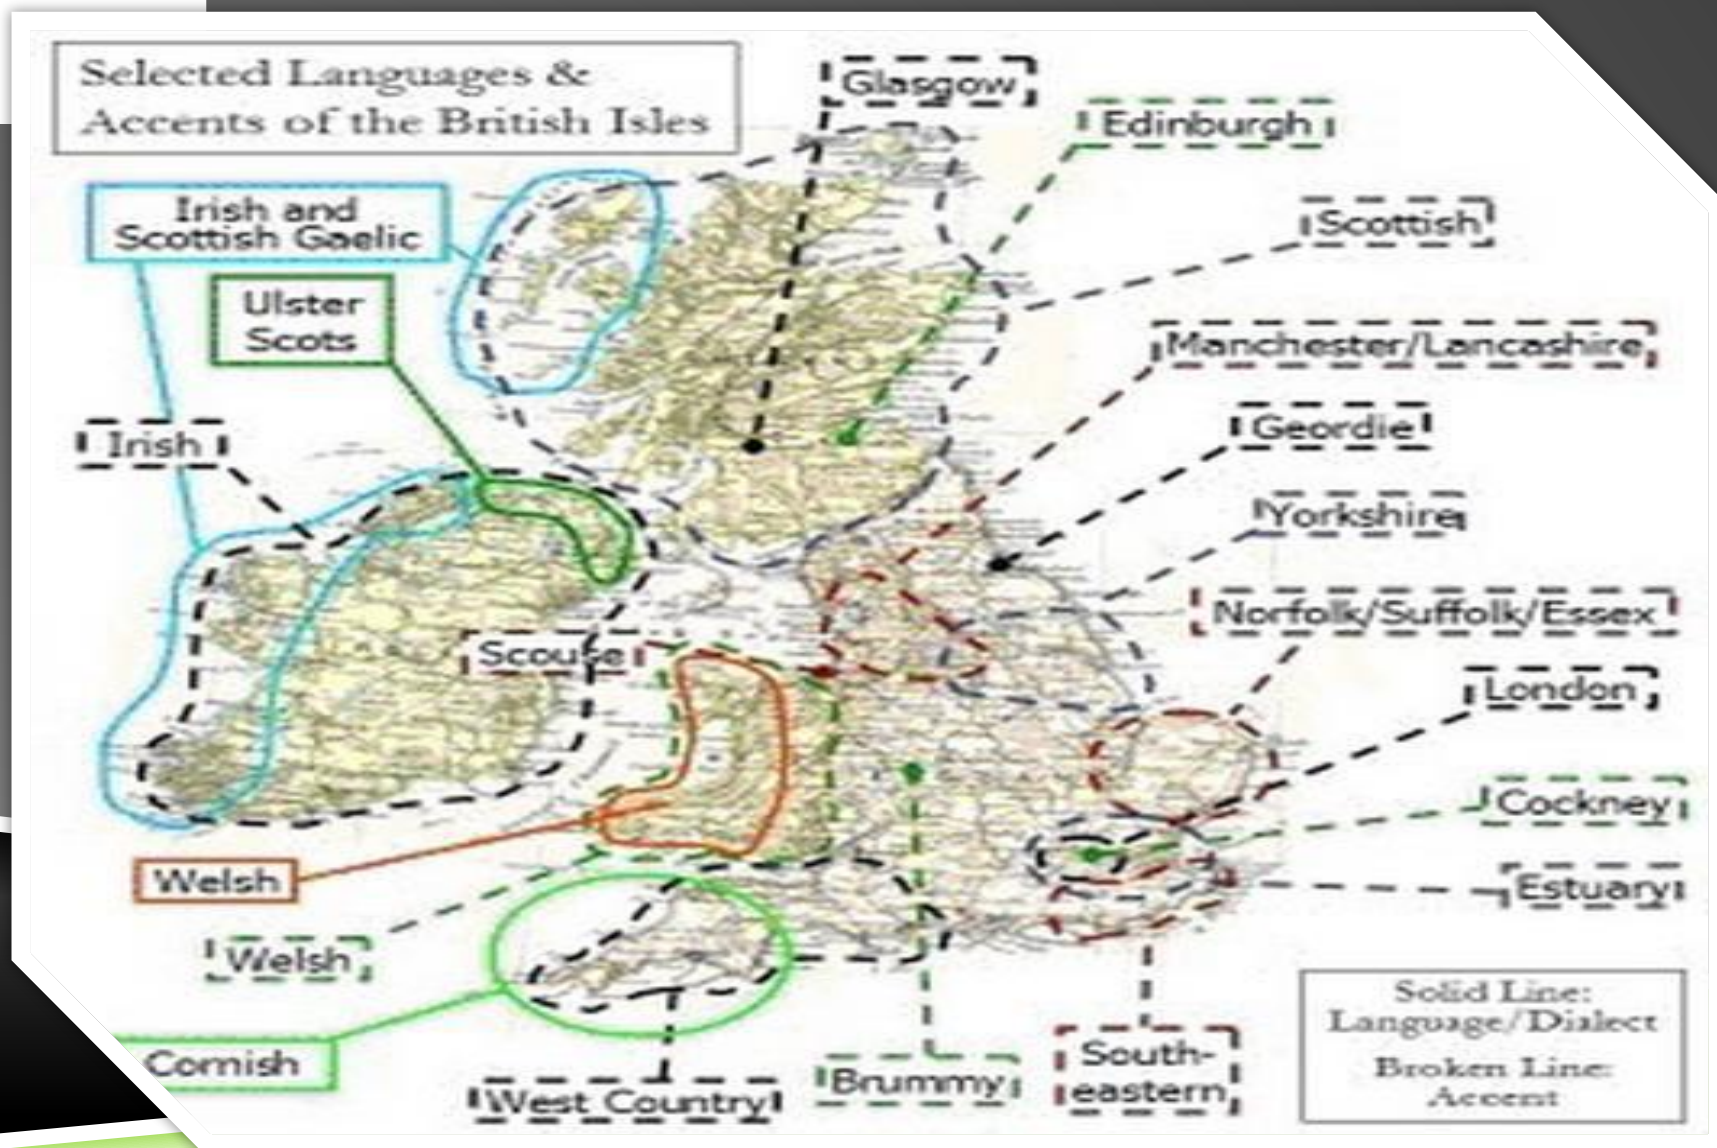 Selected Languages &
Accents of the British Isles
Glasgow
Edinburgh
Irish and
Scottish Gaelic
Scottish
Ulster
Scots
Manchester/Lancashire
Irish
Geordie
Yorkshire
Norfolk/Suffolk/Essex
Scouse
London
Cockney
Welsh
Estuary
Welsh
Cornish
West Country
Brummy
South-
eastern
Solid Line:
Language/Dialect
Broken Line:
Accent